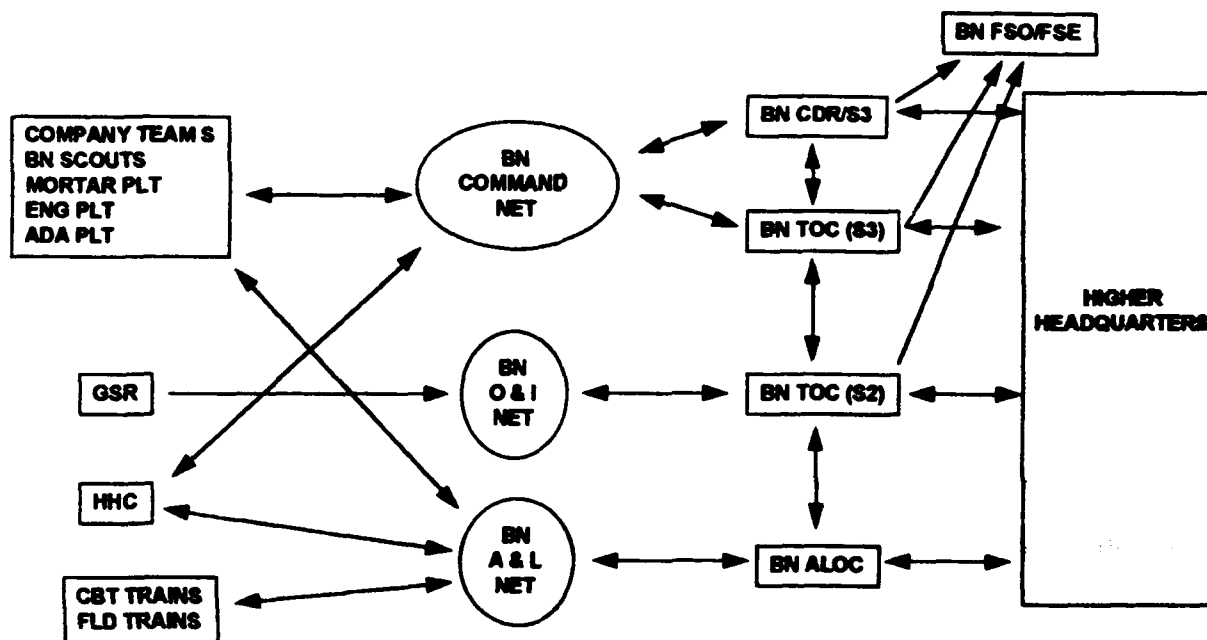 BN FSO/FSE
COMPANY TEAM S
BN SCOUTS
MORTAR PLT
ENG PLT
ADA PLT
BN
COMMAND
NET
BN CDR/S3
BN TOC (S3)
HIGHER
HEADQUARTERS
GSR
BN
O & I
NET
BN TOC (S2)
HHC
BN
A & L
NET
BN ALOC
CBT TRAINS
FLD TRAINS